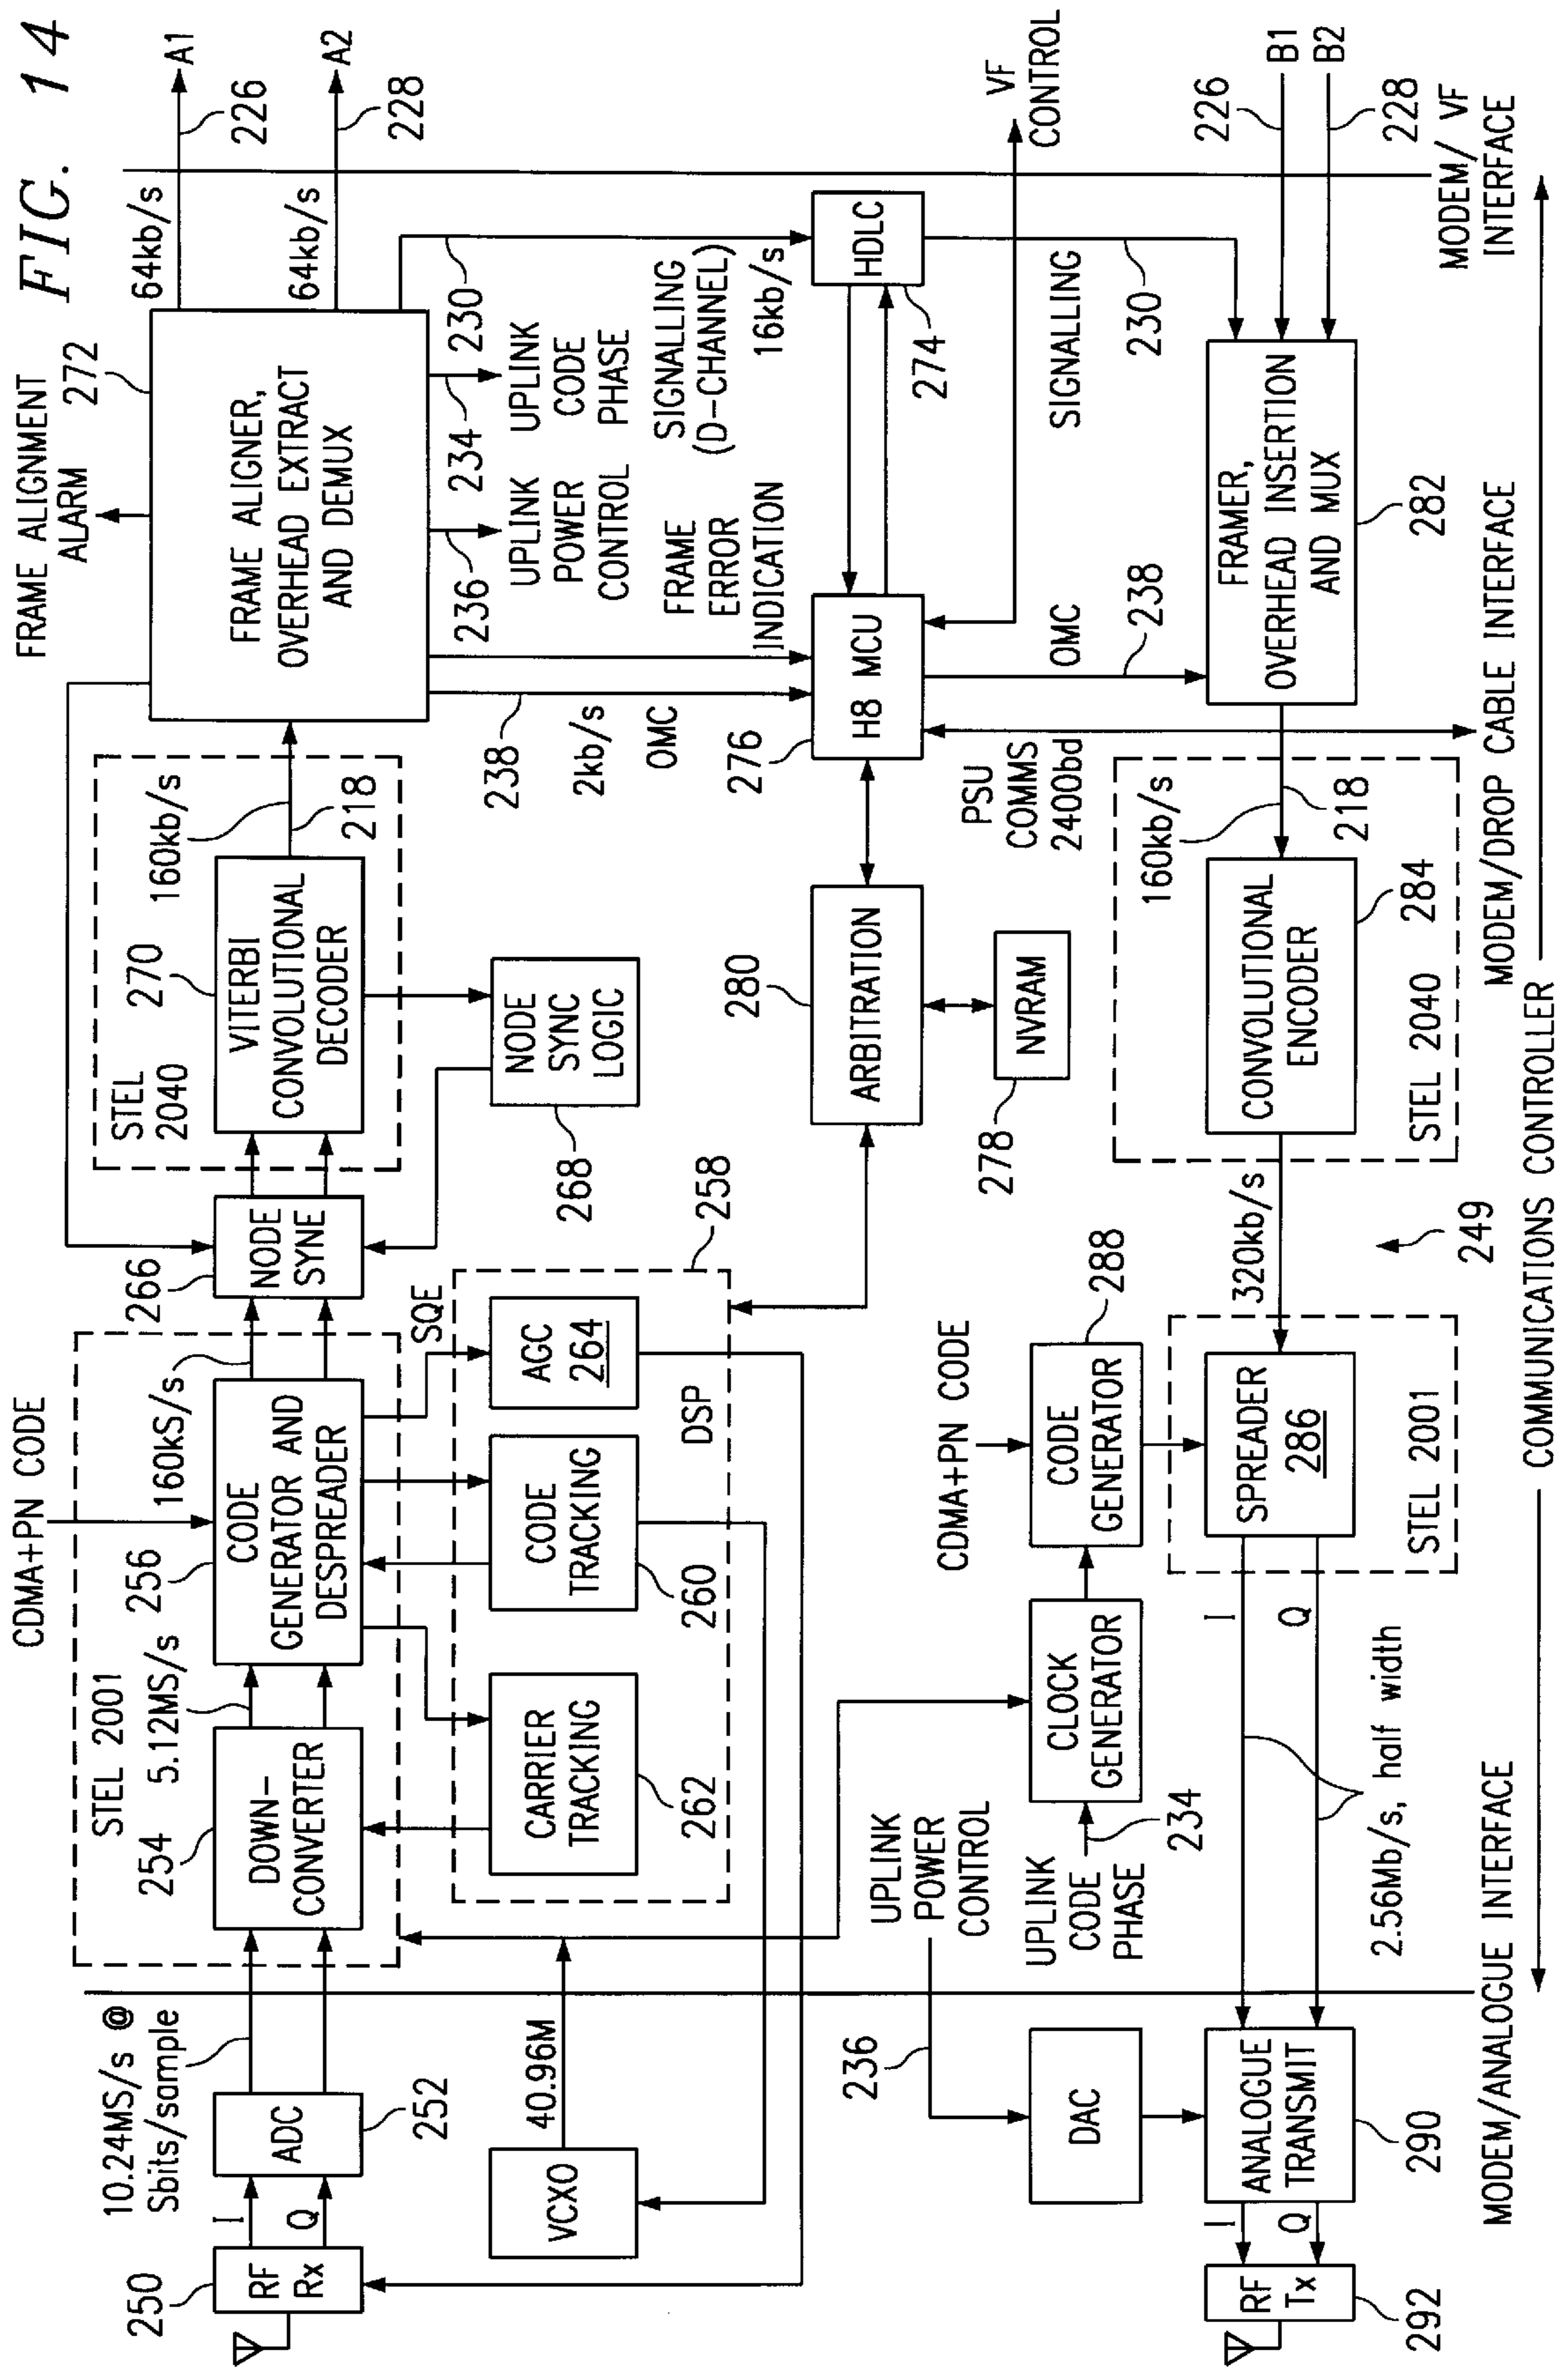 FIG. 14
FRAME ALIGNMENT
ALARM
272
CDMA+PN CODE
STEL 2001
STEL
2040
10.24MS/s @
Sbits/sample
250
RF
Rx
I
Q
ADC
252
254
DOWN-
CONVERTER
5.12MS/s
256
CODE
GENERATOR AND
DESPREADER
160kS/s
266
NODE
SYNE
270
VITERBI
CONVOLUTIONAL
DECODER
160kb/s
218
FRAME ALIGNER,
OVERHEAD EXTRACT
AND DEMUX
64kb/s
A1
226
64kb/s
A2
228
SQE
CARRIER
TRACKING
262
CODE
TRACKING
260
AGC
264
DSP
258
NODE
SYNC
LOGIC
268
238
2kb/s
OMC
236
UPLINK
POWER
CONTROL
234
UPLINK
CODE
PHASE
230
FRAME
ERROR
INDICATION
SIGNALLING
(D-CHANNEL)
16kb/s
VCXO
40.96M
280
ARBITRATION
278
NVRAM
276
H8 MCU
HDLC
274
VF
CONTROL
PSU
COMMS
2400bd
OMC
238
SIGNALLING
230
236
UPLINK
POWER
CONTROL
UPLINK
CODE
PHASE
234
CLOCK
GENERATOR
CDMA+PN CODE
CODE
GENERATOR
288
DAC
292
RF
Tx
I
Q
ANALOGUE
TRANSMIT
290
I
Q
2.56Mb/s, half width
SPREADER
286
STEL 2001
320kb/s
249
CONVOLUTIONAL
ENCODER
284
STEL 2040
160kb/s
218
FRAMER,
OVERHEAD INSERTION
AND MUX
282
226
B1
B2
228
MODEM/VF
INTERFACE
MODEM/ANALOGUE INTERFACE
MODEM/DROP CABLE INTERFACE
COMMUNICATIONS CONTROLLER